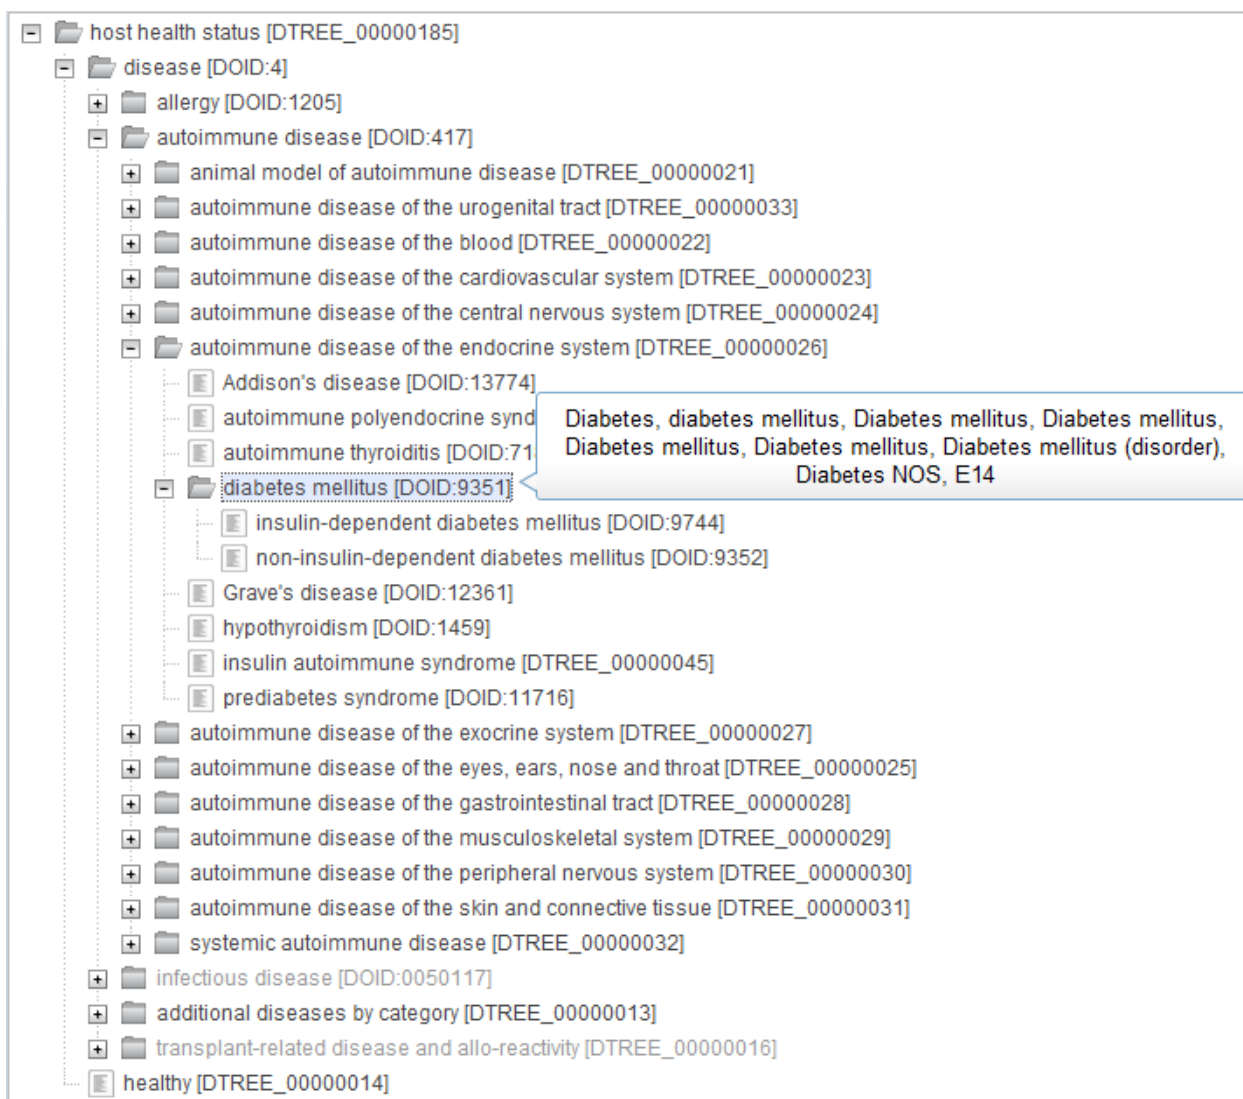 host health status [DTREE_00000185]
disease [DOID:4]
allergy [DOID:1205]
autoimmune disease [DOID:417]
animal model of autoimmune disease [DTREE_00000021]
autoimmune disease of the urogenital tract [DTREE_00000033]
autoimmune disease of the blood [DTREE_00000022]
autoimmune disease of the cardiovascular system [DTREE_00000023]
autoimmune disease of the central nervous system [DTREE_00000024]
autoimmune disease of the endocrine system [DTREE_00000026]
Addison's disease [DOID:13774]
autoimmune polyendocrine synd
autoimmune thyroiditis [DOID:71
diabetes mellitus [DOID:9351]
Diabetes, diabetes mellitus, Diabetes mellitus, Diabetes mellitus,
Diabetes mellitus, Diabetes mellitus, Diabetes mellitus (disorder),
Diabetes NOS, E14
insulin-dependent diabetes mellitus [DOID:9744]
non-insulin-dependent diabetes mellitus [DOID:9352]
Grave's disease [DOID:12361]
hypothyroidism [DOID:1459]
insulin autoimmune syndrome [DTREE_00000045]
prediabetes syndrome [DOID:11716]
autoimmune disease of the exocrine system [DTREE_00000027]
autoimmune disease of the eyes, ears, nose and throat [DTREE_00000025]
autoimmune disease of the gastrointestinal tract [DTREE_00000028]
autoimmune disease of the musculoskeletal system [DTREE_00000029]
autoimmune disease of the peripheral nervous system [DTREE_00000030]
autoimmune disease of the skin and connective tissue [DTREE_00000031]
systemic autoimmune disease [DTREE_00000032]
infectious disease [DOID:0050117]
additional diseases by category [DTREE_00000013]
transplant-related disease and allo-reactivity [DTREE_00000016]
healthy [DTREE_00000014]